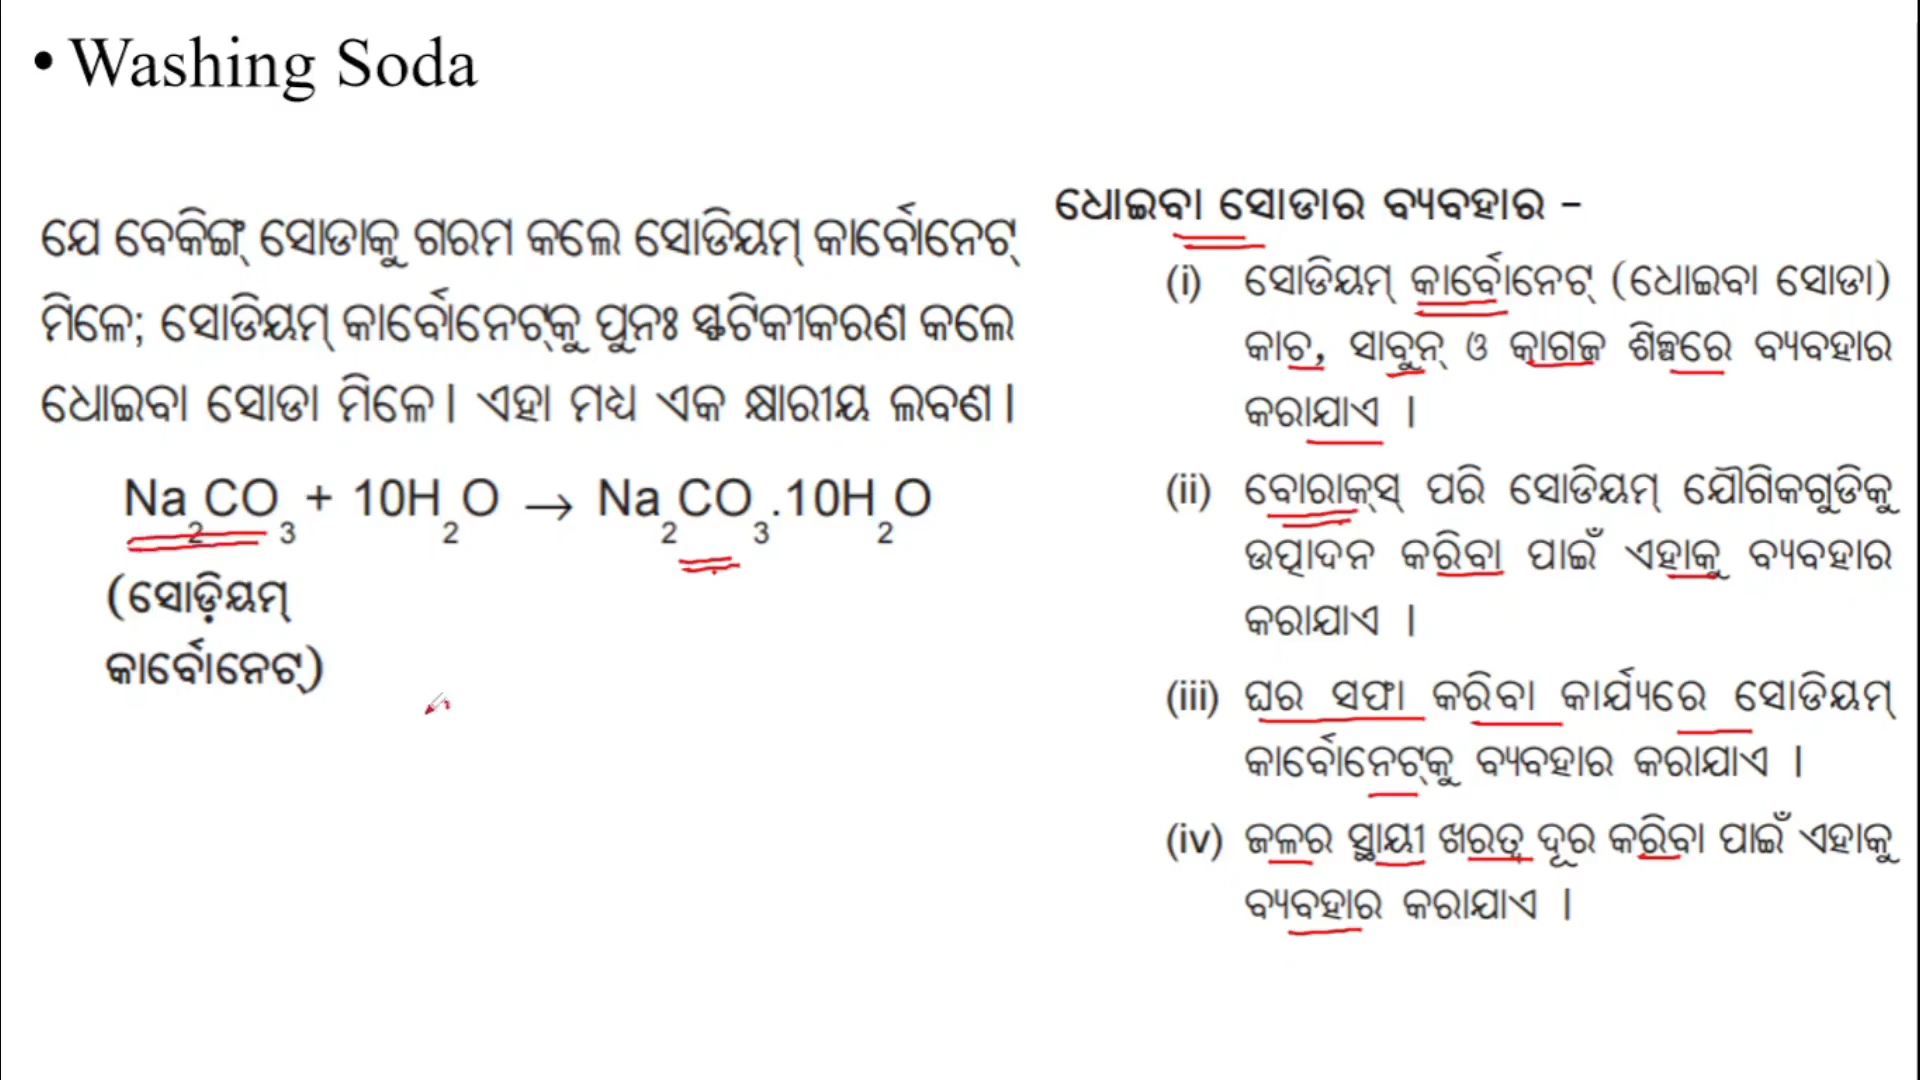 • Washing Soda
ଯେ ବେକିଙ୍ଗ୍ ସୋଡାକୁ ଗରମ କଲେ ସୋଡିୟମ୍ କାର୍ବୋନେଟ୍
ମିଳେ; ସୋଡିୟମ୍ କାର୍ବୋନେଟ୍‌କୁ ପୁନଃ ସ୍ଫଟିକୀକରଣ କଲେ
ଧୋଇବା ସୋଡା ମିଳେ। ଏହା ମଧ୍ୟ ଏକ କ୍ଷାରୀୟ ଲବଣ।
Na₂CO₃ + 10H₂O → Na₂CO₃.10H₂O
(ସୋଡ଼ିୟମ୍
କାର୍ବୋନେଟ୍)
ଧୋଇବା ସୋଡାର ବ୍ୟବହାର –
(i) ସୋଡିୟମ୍ କାର୍ବୋନେଟ୍ (ଧୋଇବା ସୋଡା)
କାଚ, ସାବୁନ୍ ଓ କାଗଜ ଶିଳ୍ପରେ ବ୍ୟବହାର
କରାଯାଏ ।
(ii) ବୋରାକ୍ସ୍ ପରି ସୋଡିୟମ୍ ଯୌଗିକଗୁଡିକୁ
ଉତ୍ପାଦନ କରିବା ପାଇଁ ଏହାକୁ ବ୍ୟବହାର
କରାଯାଏ ।
(iii) ଘର ସଫା କରିବା କାର୍ଯ୍ୟରେ ସୋଡିୟମ୍
କାର୍ବୋନେଟ୍‌କୁ ବ୍ୟବହାର କରାଯାଏ ।
(iv) ଜଳର ସ୍ଥାୟୀ ଖରତ୍ୱ ଦୂର କରିବା ପାଇଁ ଏହାକୁ
ବ୍ୟବହାର କରାଯାଏ ।